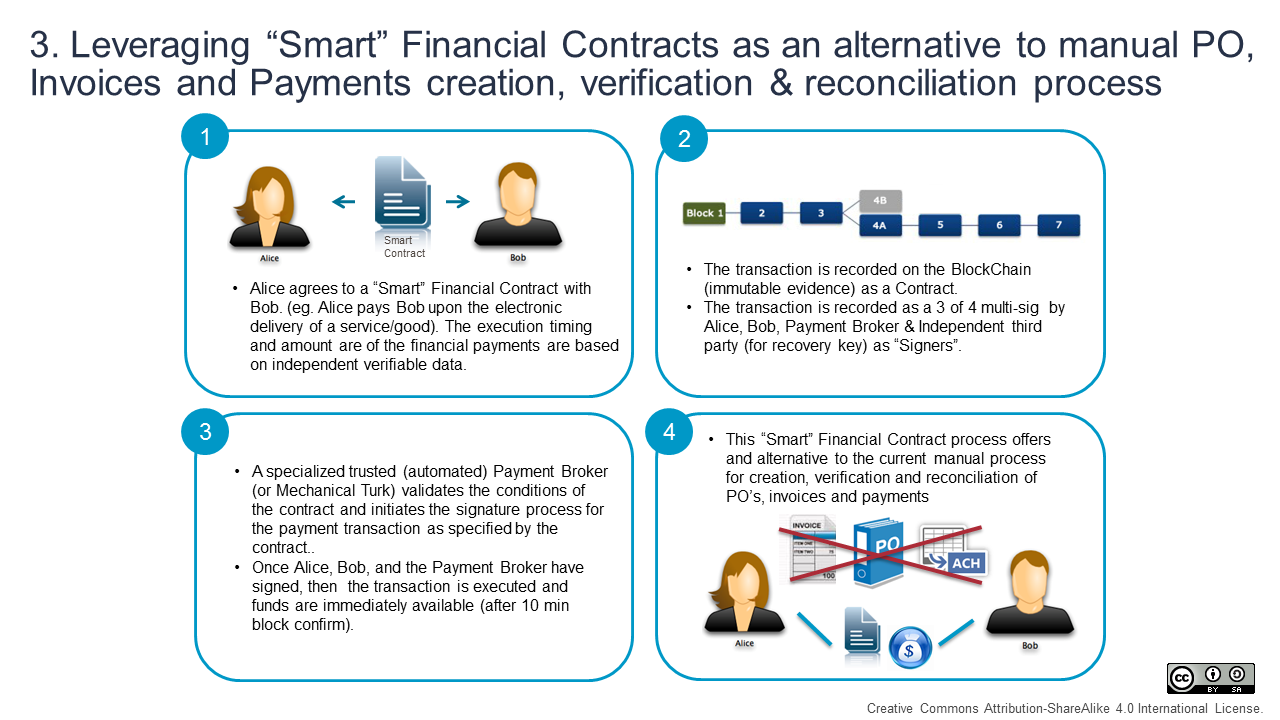 3. Leveraging “Smart” Financial Contracts as an alternative to manual PO,
Invoices and Payments creation, verification & reconciliation process
1
Smart
Contract
Alice
Bob
• Alice agrees to a “Smart” Financial Contract with
Bob. (eg. Alice pays Bob upon the electronic
delivery of a service/good). The execution timing
and amount are of the financial payments are based
on independent verifiable data.
2
Block 1
2
3
4B
4A
5
6
7
• The transaction is recorded on the BlockChain
(immutable evidence) as a Contract.
• The transaction is recorded as a 3 of 4 multi-sig by
Alice, Bob, Payment Broker & Independent third
party (for recovery key) as “Signers”.
3
• A specialized trusted (automated) Payment Broker
(or Mechanical Turk) validates the conditions of
the contract and initiates the signature process for
the payment transaction as specified by the
contract..
• Once Alice, Bob, and the Payment Broker have
signed, then the transaction is executed and
funds are immediately available (after 10 min
block confirm).
4
• This “Smart” Financial Contract process offers
and alternative to the current manual process
for creation, verification and reconciliation of
PO’s, invoices and payments
INVOICE
ITEM ONE
ITEM TWO 75
100
PO
ACH
Alice
$
Bob
cc
BY SA
Creative Commons Attribution-ShareAlike 4.0 International License.